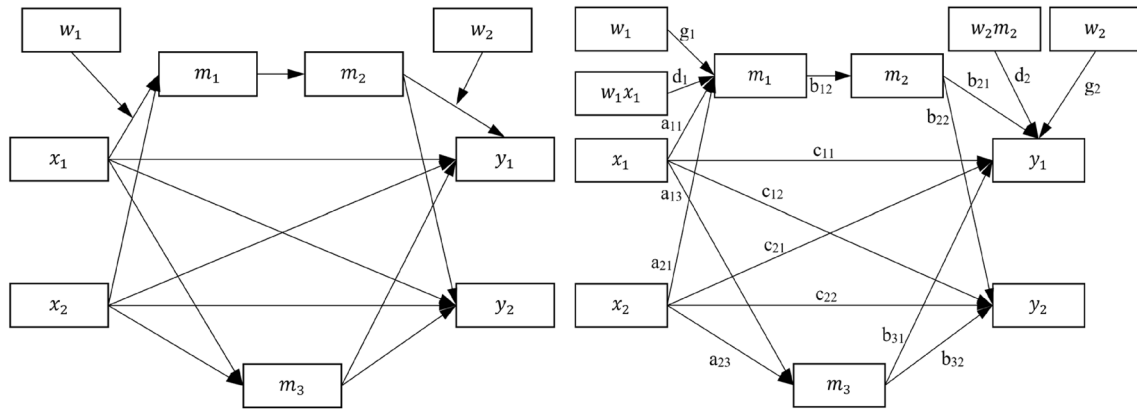 w₁
w₂
m₁
m₂
x₁
y₁
x₂
y₂
m₃
w₁
g₁
w₂m₂
w₂
m₁
m₂
d₁
b₁₂
b₂₁
d₂
g₂
w₁x₁
a₁₁
b₂₂
x₁
c₁₁
y₁
a₁₃
c₁₂
c₂₁
a₂₁
x₂
c₂₂
y₂
b₃₁
a₂₃
m₃
b₃₂